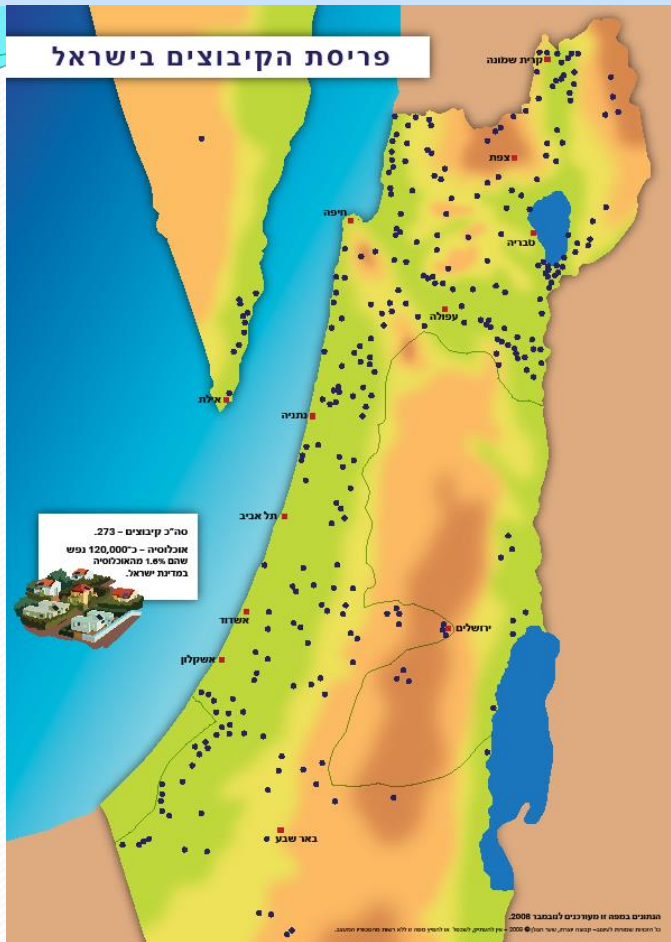 פריסת הקיבוצים בישראל
קרית שמונה
צפת
חיפה
טבריה
עפולה
אילת
נתניה
תל אביב
סה"כ קיבוצים – 273.
אוכלוסיה – כ־120,000 נפש
שהם 1.6% מהאוכלוסיה
במדינת ישראל.
אשדוד
ירושלים
אשקלון
באר שבע
הנתונים במפה זו מעודכנים לנובמבר 2008.